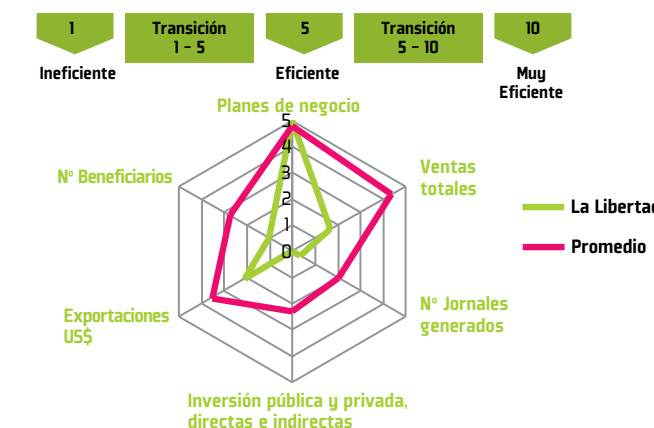 1
Transición
1 - 5
5
Transición
5 - 10
10
Ineficiente
Eficiente
Muy
Eficiente
Planes de negocio
5
4
3
2
1
0
Nº Beneficiarios
Ventas
totales
La Libertad
Promedio
Exportaciones
US$
Nº Jornales
generados
Inversión pública y privada,
directas e indirectas